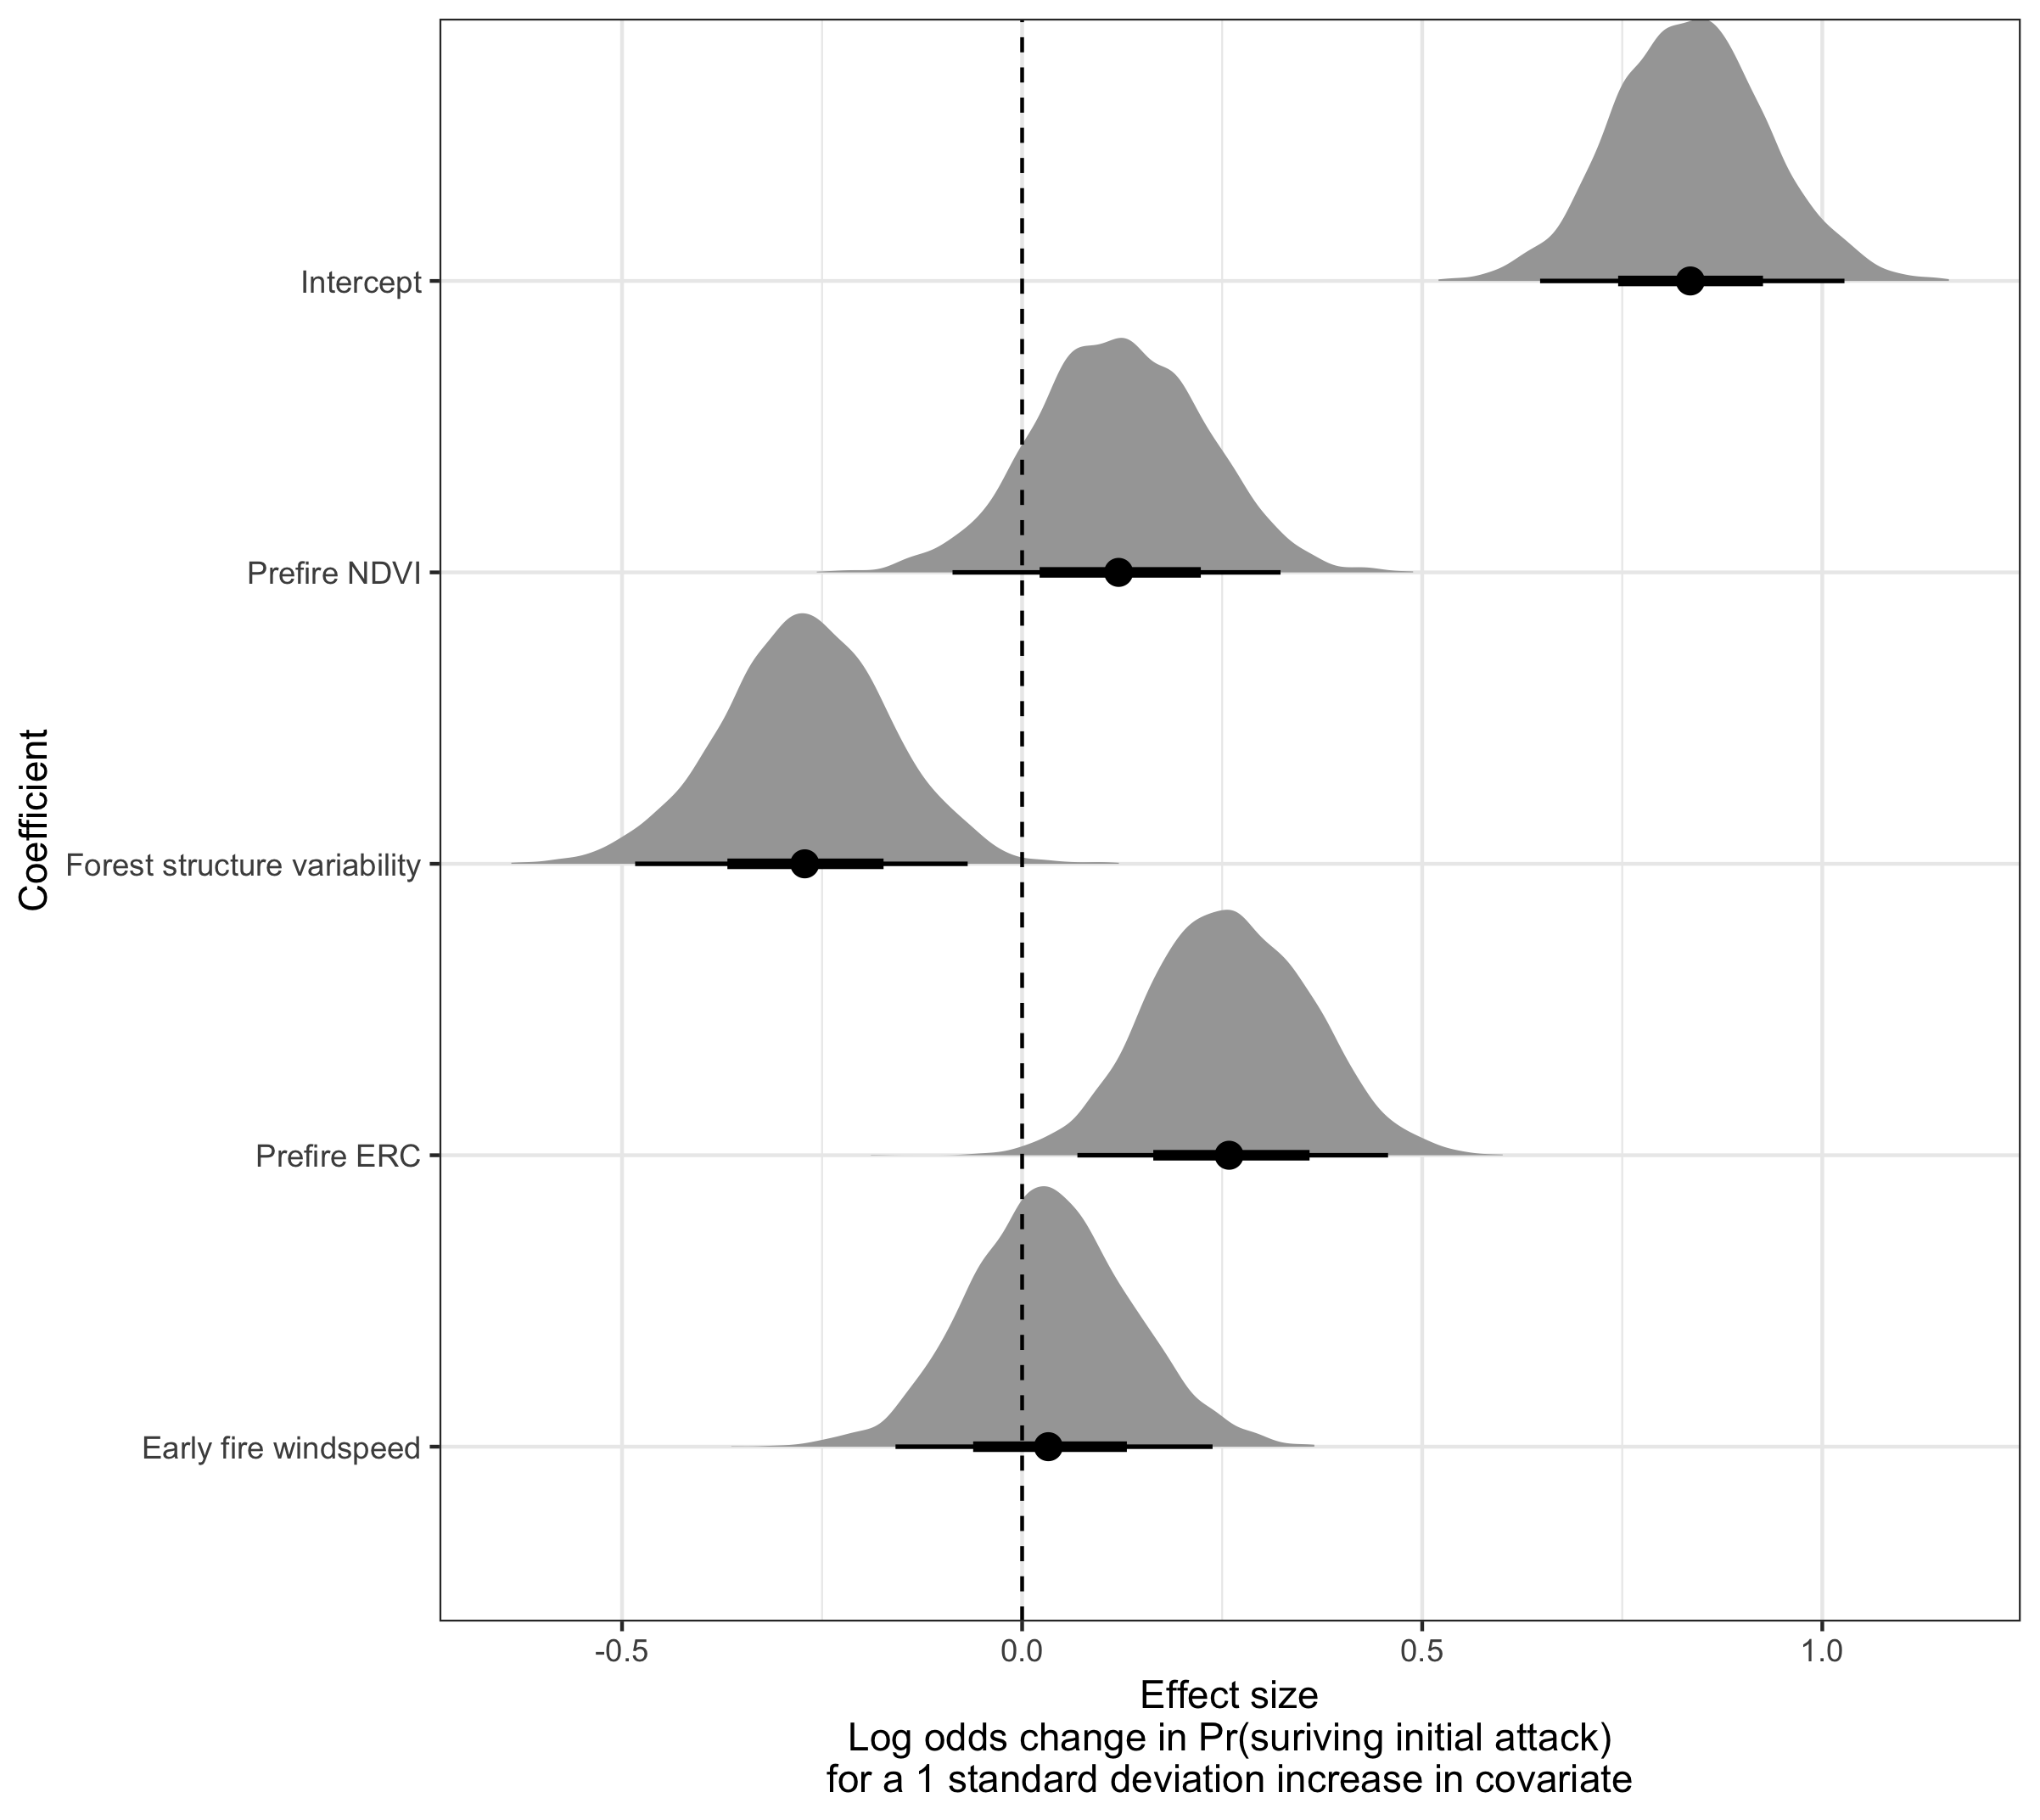 Intercept
Prefire NDVI
Forest structure variability
Prefire ERC
Early fire windspeed
Coefficient
-0.5 0.0 0.5 1.0
Effect size
Log odds change in Pr(suriving initial attack)
for a 1 standard deviation increase in covariate